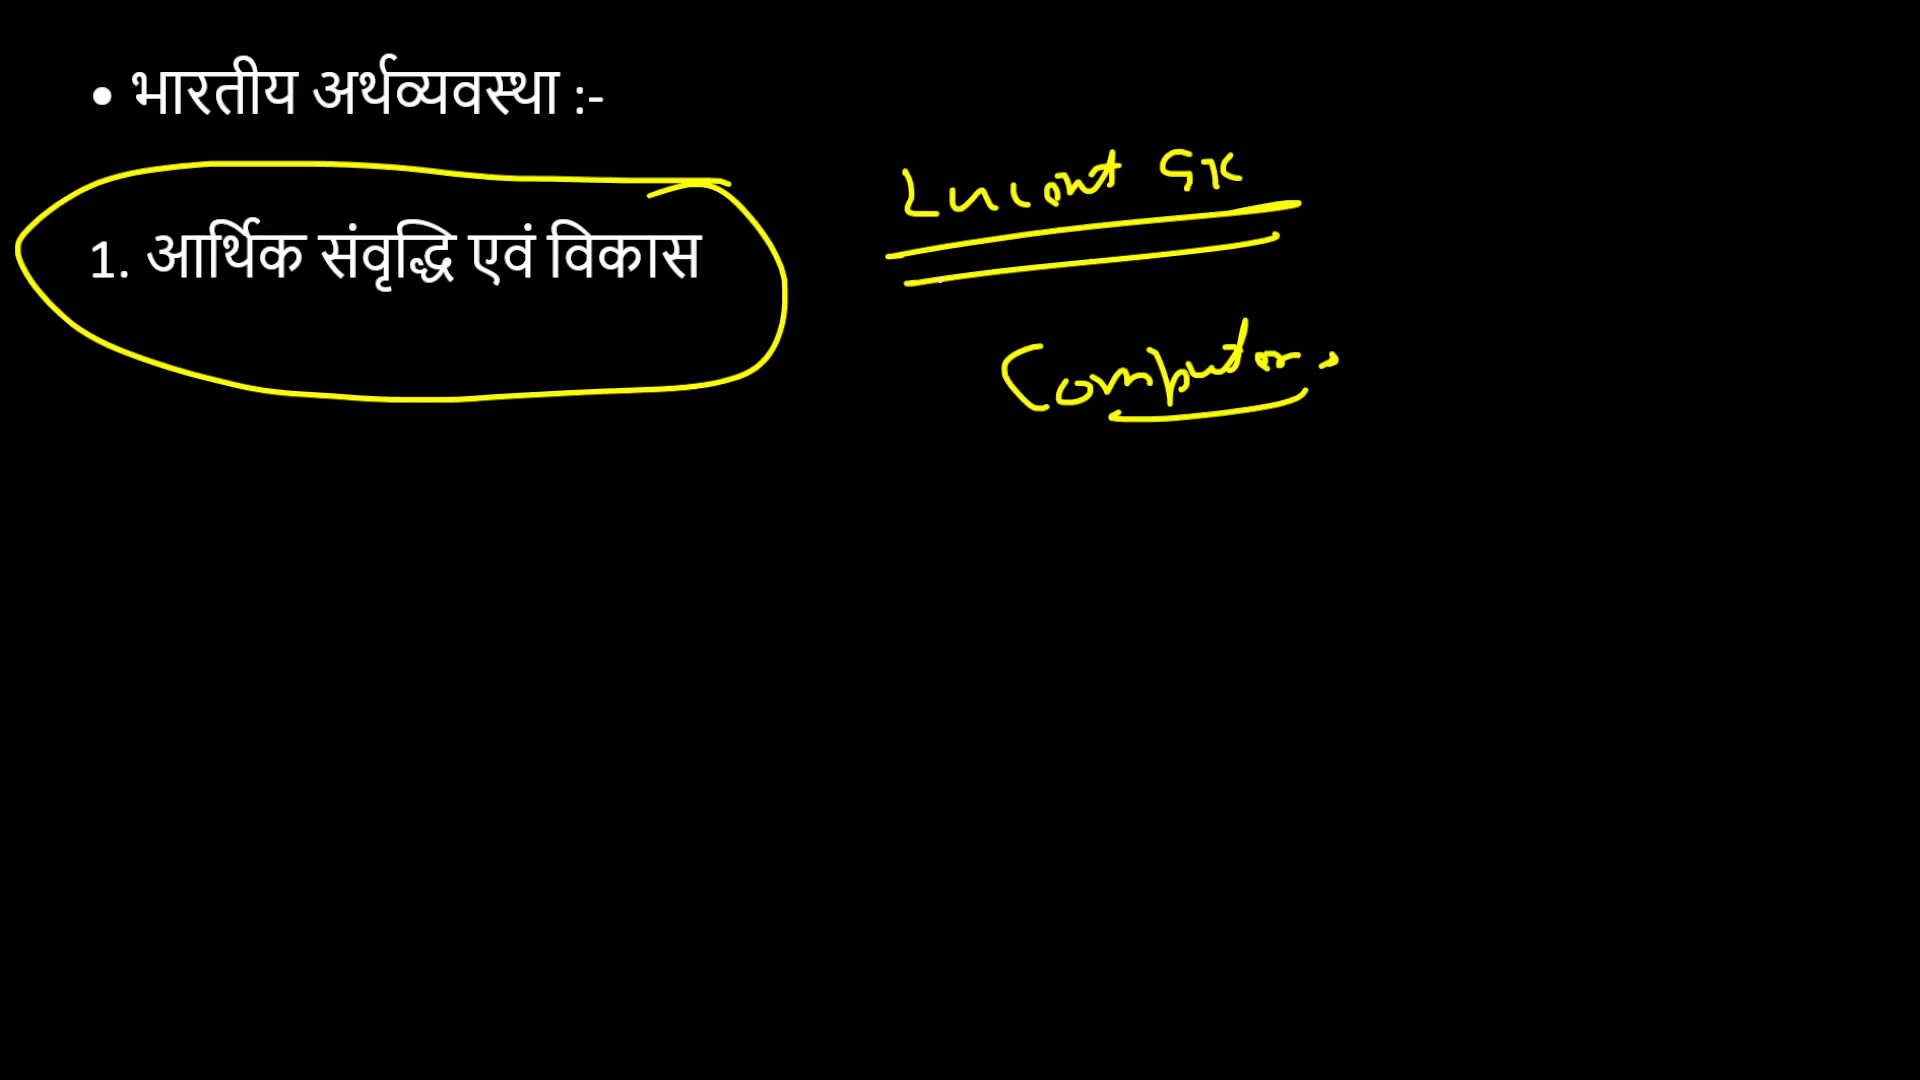 • भारतीय अर्थव्यवस्था :-
1. आर्थिक संवृद्धि एवं विकास
Lucent GK
Computer.